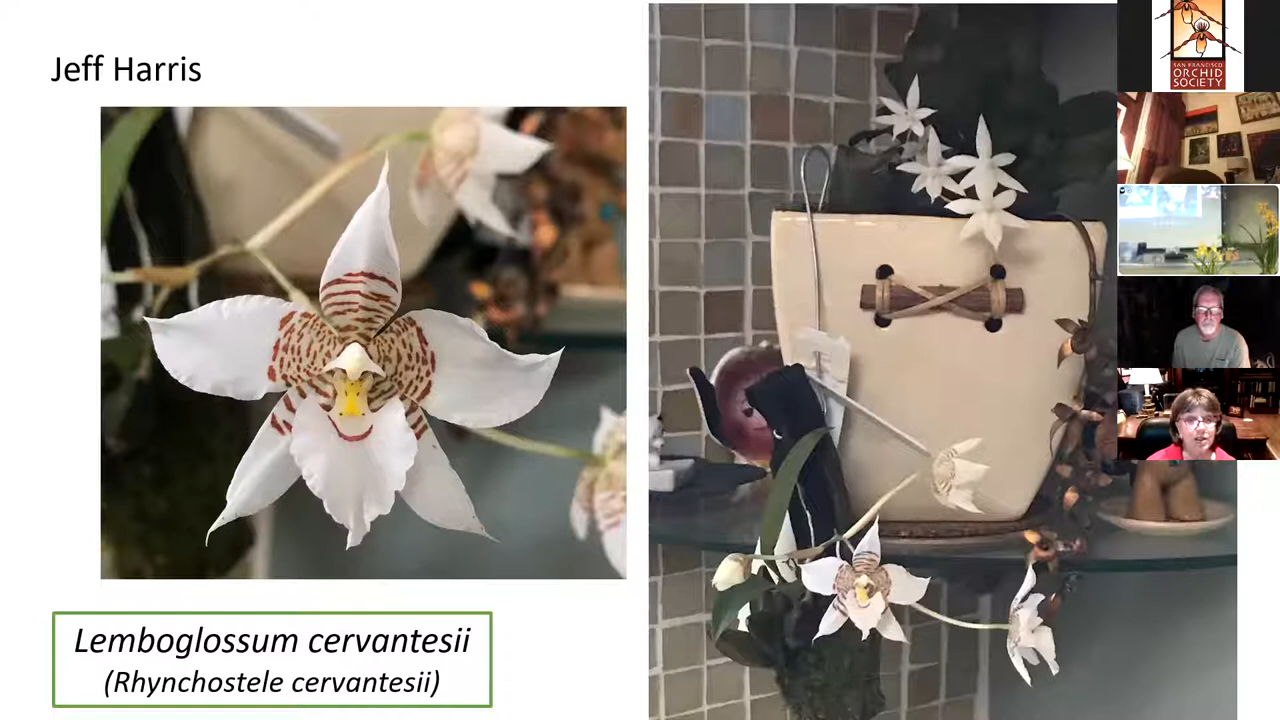 Jeff Harris
Lemboglossum cervantesii
(Rhynchostele cervantesii)
SAN FRANCISCO
ORCHID
SOCIETY